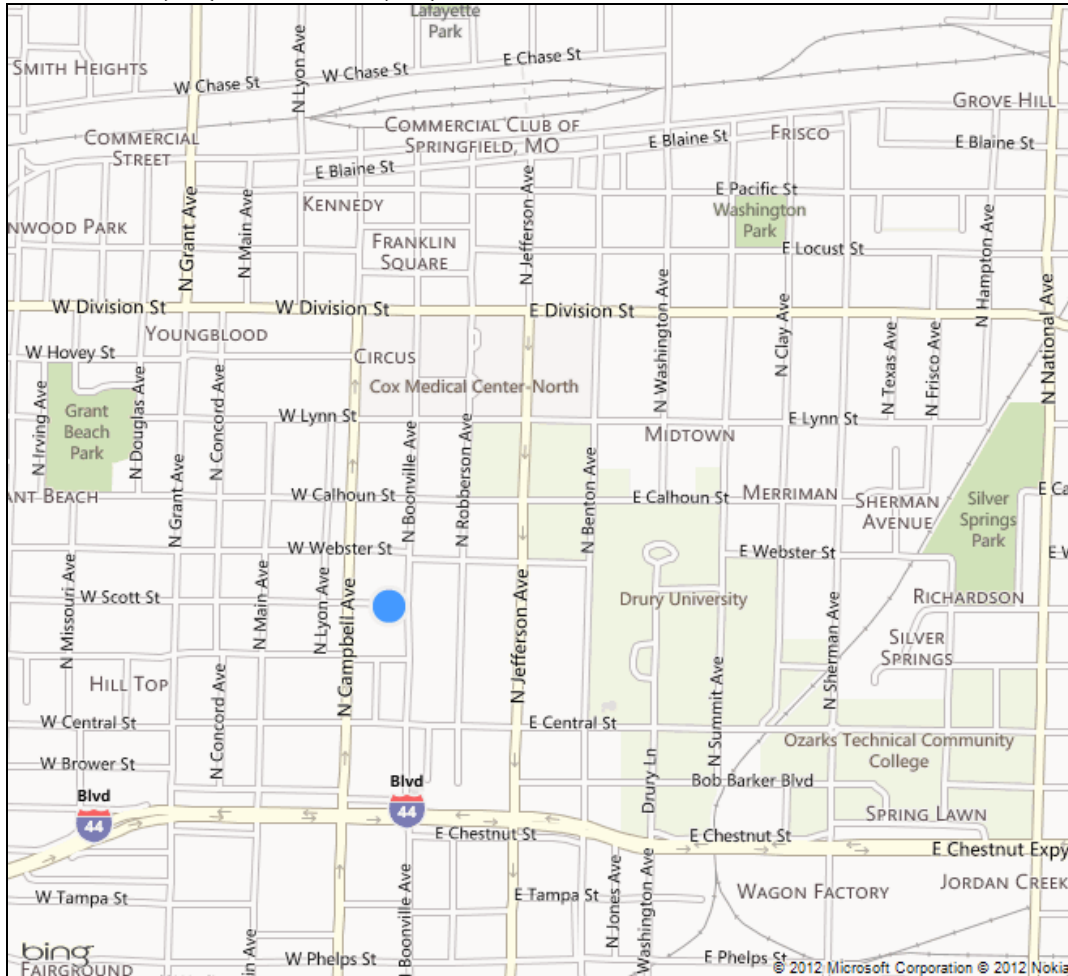 Lafayette
Park
SMITH HEIGHTS
W Chase St
N Lyon Ave
W Chase St
E Chase St
GROVE HILL
COMMERCIAL
STREET
COMMERCIAL CLUB OF
SPRINGFIELD, MO
E Blaine St
FRISCO
E Blaine St
E Blaine St
KENNEDY
E Pacific St
Washington
Park
NWOOD PARK
N Grant Ave
N Main Ave
FRANKLIN
SQUARE
N Jefferson Ave
E Locust St
N Hampton Ave
N National Ave
W Division St
W Division St
E Division St
YOUNGBLOOD
W Hovey St
CIRCUS
Cox Medical Center-North
N Washington Ave
N Clay Ave
N Texas Ave
N Frisco Ave
N Irving Ave
Grant
Beach
Park
N Douglas Ave
N Concord Ave
W Lynn St
E Lynn St
MIDTOWN
N Grant Ave
N Boonville Ave
N Robberson Ave
N Benton Ave
ANT BEACH
W Calhoun St
E Calhoun St
MERRIMAN
SHERMAN
AVENUE
Silver
Springs
Park
E Ca
W Webster St
E Webster St
E W
N Missouri Ave
W Scott St
N Main Ave
N Lyon Ave
N Campbell Ave
N Jefferson Ave
Drury University
N Sherman Ave
RICHARDSON
SILVER
SPRINGS
HILL TOP
N Concord Ave
N Summit Ave
W Central St
E Central St
Ozarks Technical Community
College
W Brower St
Drury Ln
Bob Barker Blvd
Blvd
44
Blvd
44
SPRING LAWN
E Chestnut St
E Chestnut St
E Chestnut Expy
W Tampa St
N Boonville Ave
E Tampa St
N Jones Ave
Washington Ave
WAGON FACTORY
JORDAN CREEK
bing
FAIRGROUND
in Ave
W Phelps St
E Phelps St
© 2012 Microsoft Corporation © 2012 Nokia